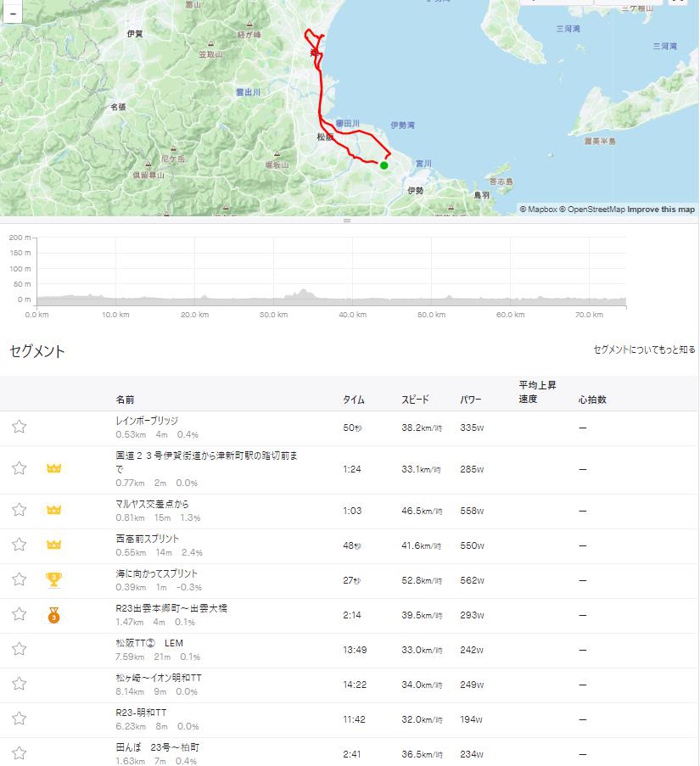 −
雲山
伊賀
経が峰
笠取山
雲出川
名張
松阪
櫛田川
伊勢湾
尼ケ岳
倶留尊山
堀坂山
宮川
伊勢
鳥羽
答志島
三河湾
三河湾
三ケ根山
渥美半島
© Mapbox © OpenStreetMap Improve this map
200 m
150 m
100 m
50 m
0 m
0.0 km 10.0 km 20.0 km 30.0 km 40.0 km 50.0 km 60.0 km 70.0 km
セグメント セグメントについてもっと知る
名前 タイム スピード パワー 平均上昇速度 心拍数
レインボーブリッジ
0.53km 4m 0.4% 50秒 38.2km/時 335W —
国道２３号伊賀街道から津新町駅の踏切前ま
で
0.77km 2m 0.0% 1:24 33.1km/時 285W —
マルヤス交差点から
0.81km 15m 1.3% 1:03 46.5km/時 558W —
西高前スプリント
0.55km 14m 2.4% 48秒 41.6km/時 550W —
海に向かってスプリント
0.39km 1m -0.3% 3 27秒 52.8km/時 562W —
R23出雲本郷町～出雲大橋
1.47km 4m 0.1% 3 2:14 39.5km/時 293W —
松阪TT② LEM
7.59km 21m 0.1% 13:49 33.0km/時 242W —
松ヶ崎～イオン明和TT
8.14km 9m 0.0% 14:22 34.0km/時 249W —
R23-明和TT
6.23km 8m 0.0% 11:42 32.0km/時 194W —
田んぼ 23号～柏町
1.63km 7m 0.4% 2:41 36.5km/時 234W —